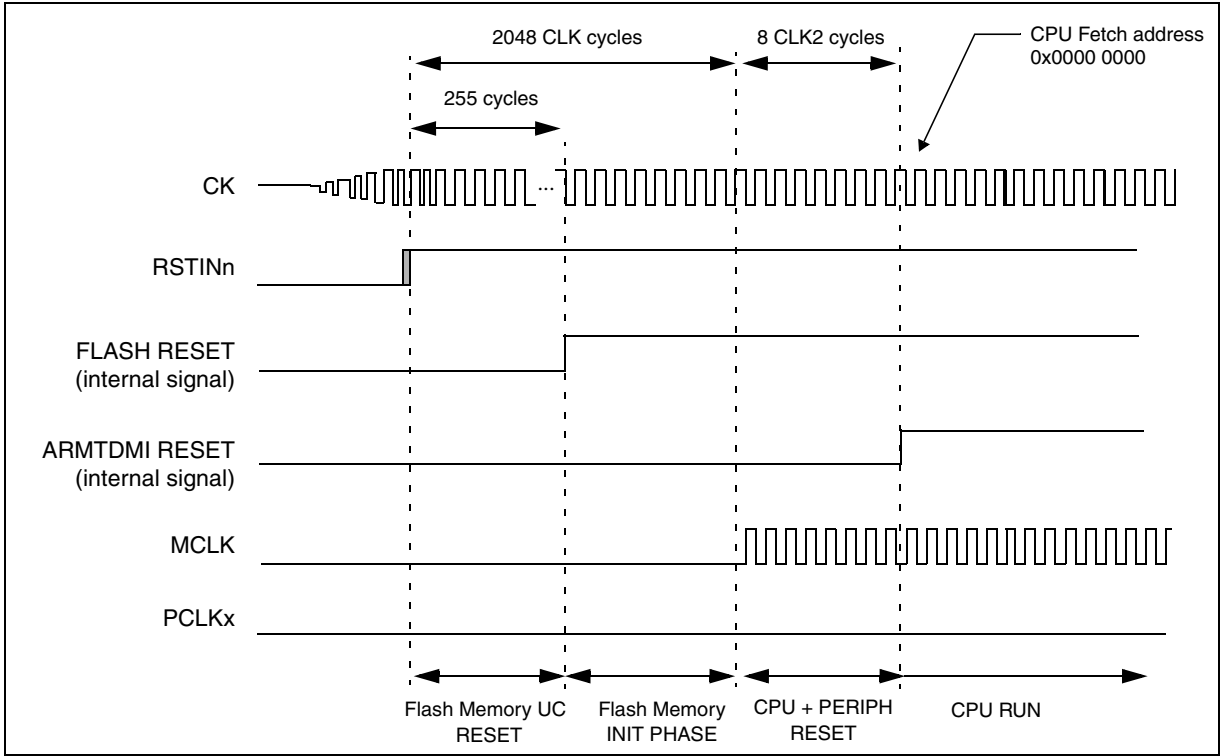 2048 CLK cycles
8 CLK2 cycles
CPU Fetch address
0x0000 0000
255 cycles
CK
...
RSTINn
FLASH RESET
(internal signal)
ARMTDMI RESET
(internal signal)
MCLK
PCLKx
Flash Memory UC
RESET
Flash Memory
INIT PHASE
CPU + PERIPH
RESET
CPU RUN